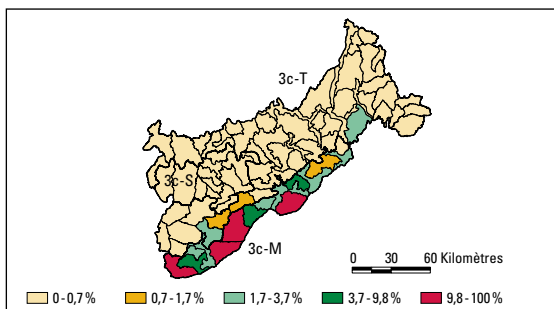 3c-T
3c-S
3c-M
0 30 60 Kilomètres
0 - 0,7 % 0,7 - 1,7 % 1,7 - 3,7 % 3,7 - 9,8 % 9,8 - 100 %